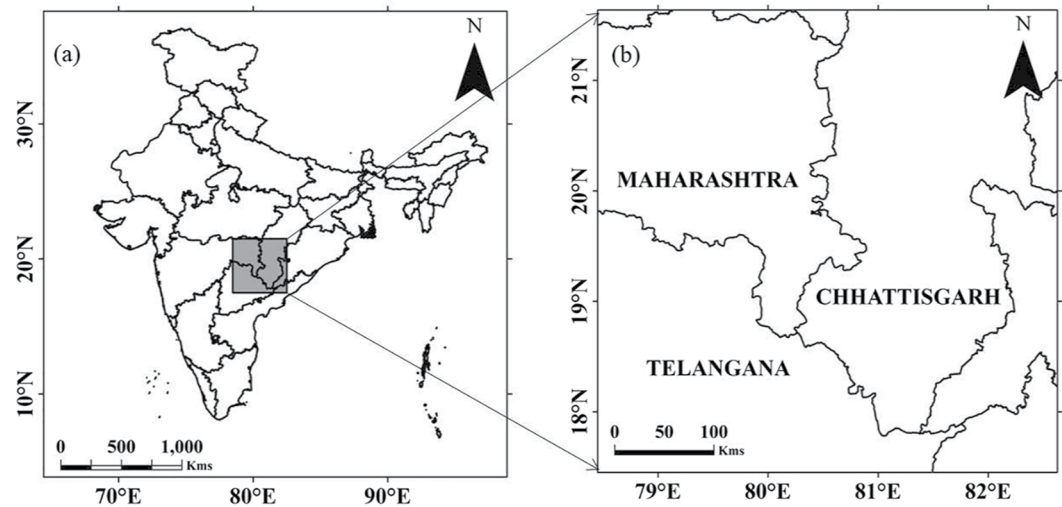 (a)
N
30°N
20°N
10°N
0 500 1,000
Kms
70°E 80°E 90°E
(b)
N
21°N
20°N
19°N
18°N
MAHARASHTRA
CHHATTISGARH
TELANGANA
0 50 100
Kms
79°E 80°E 81°E 82°E